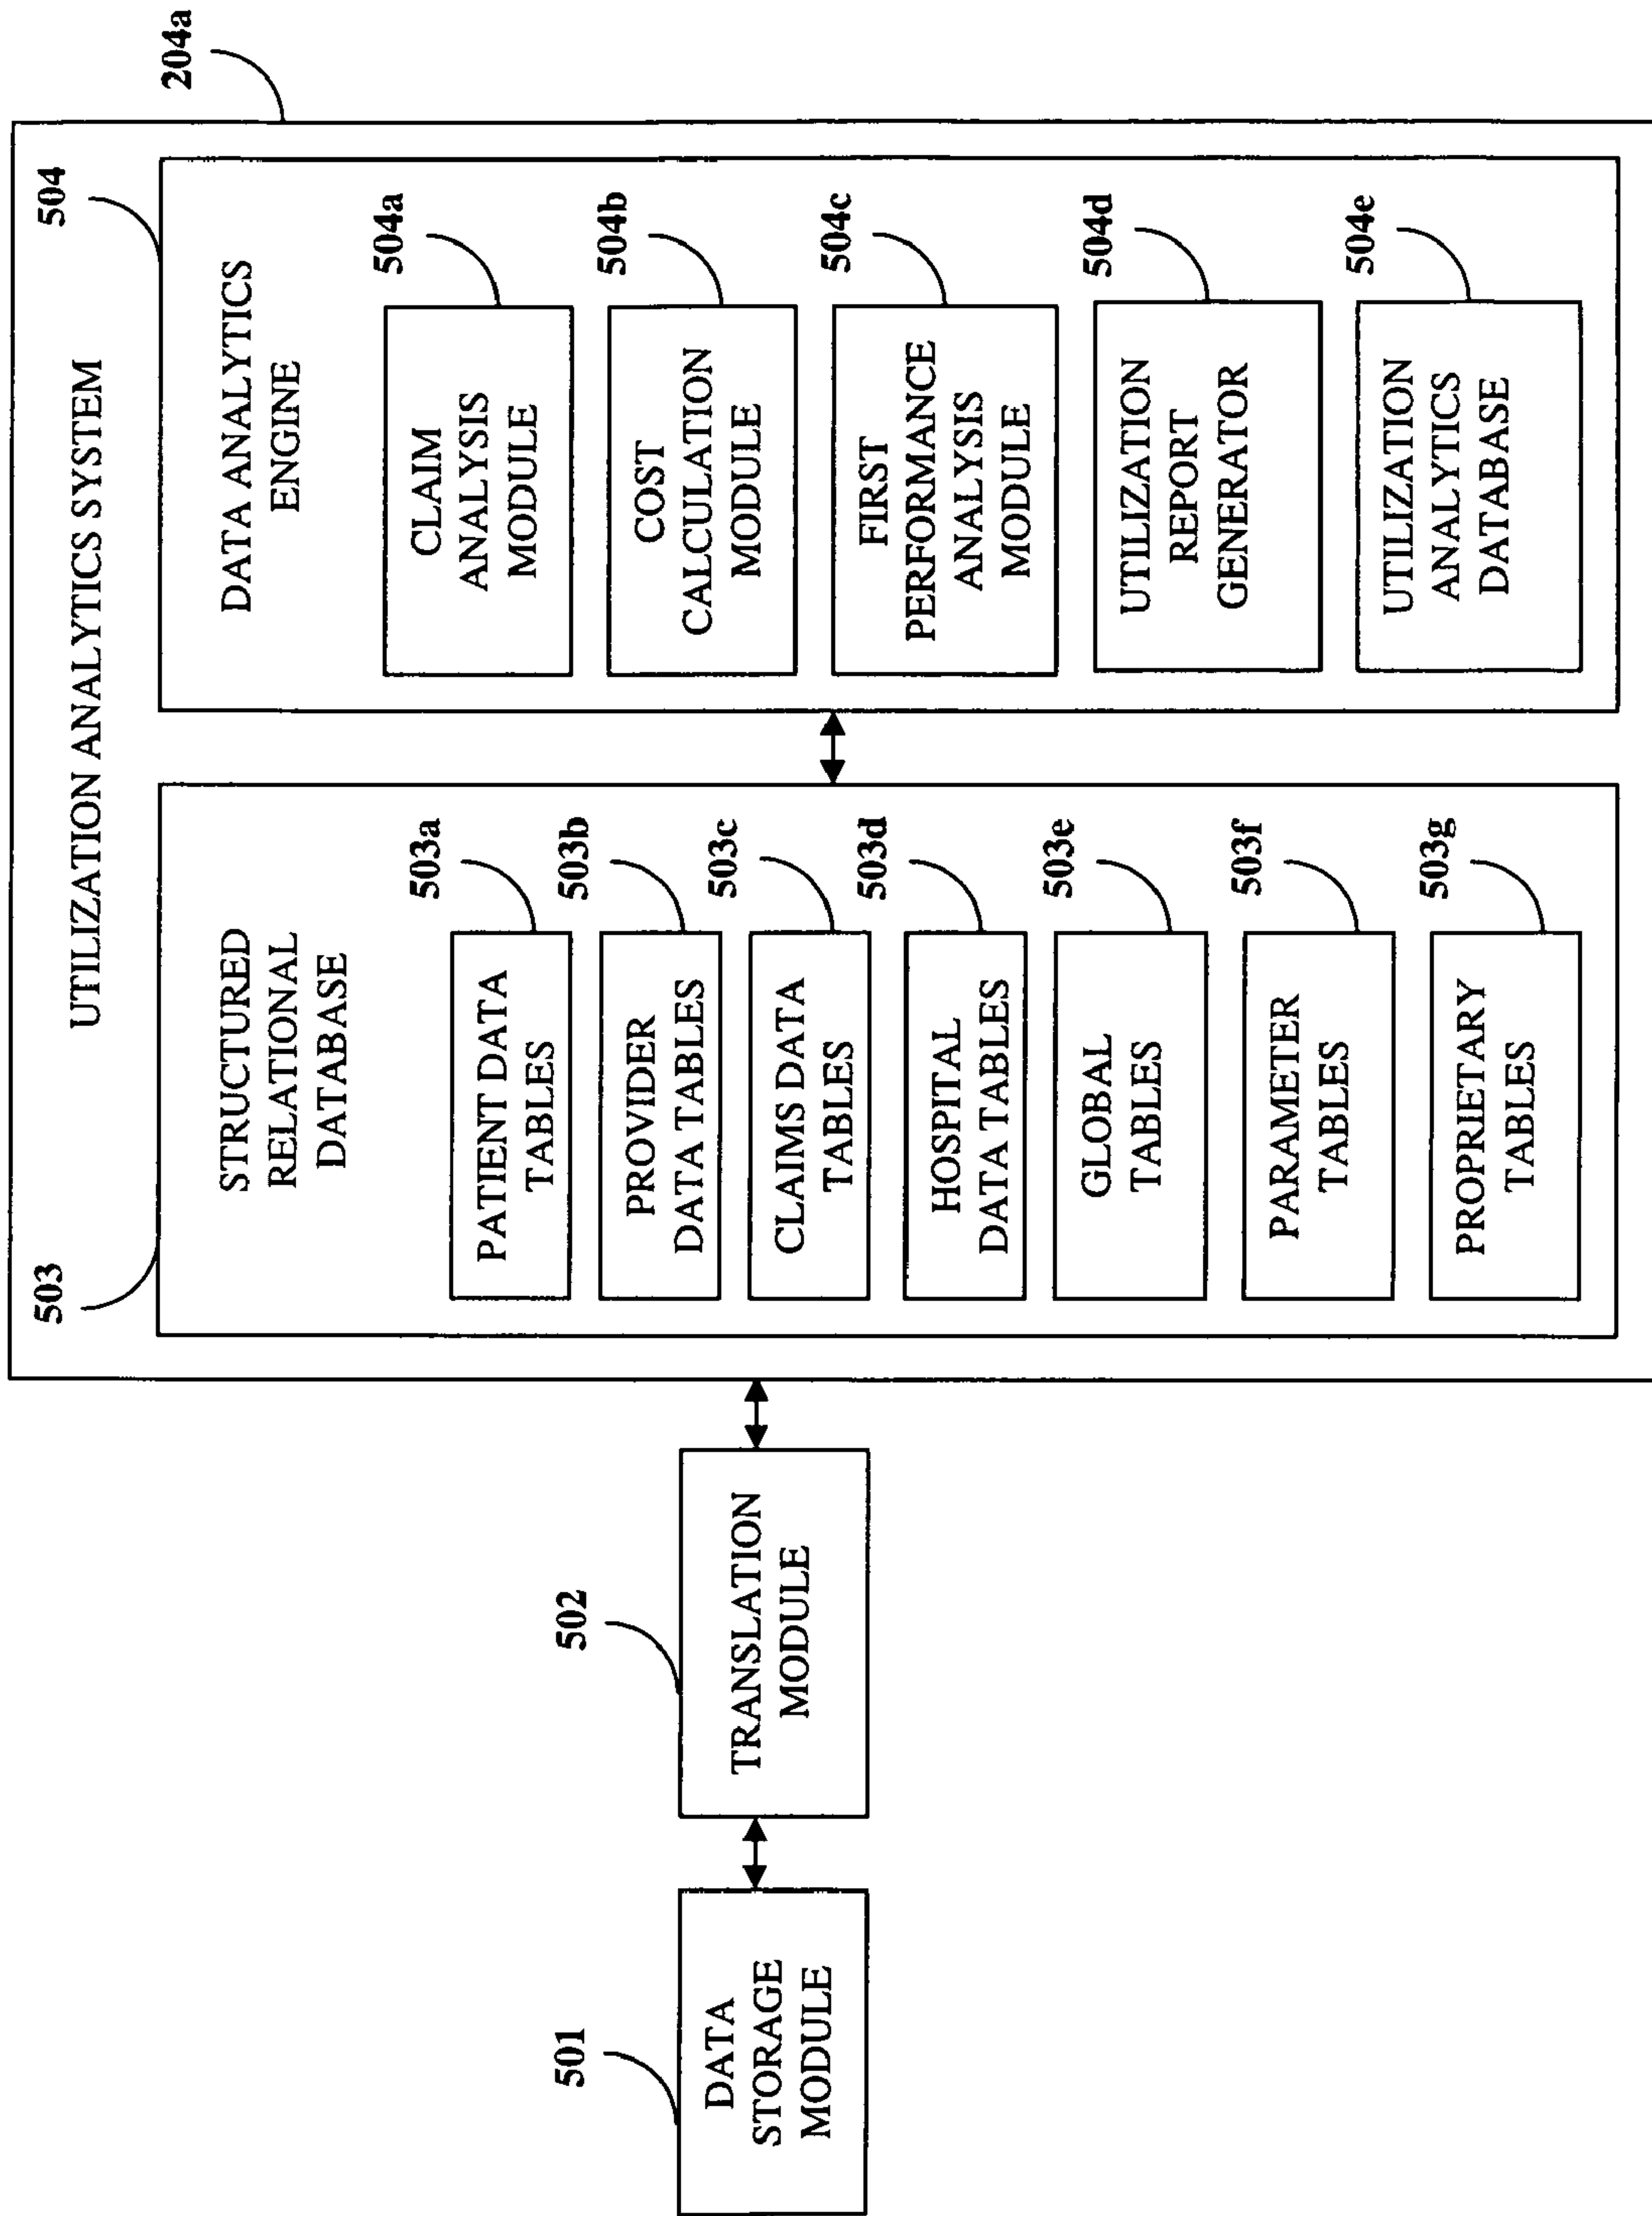 UTILIZATION ANALYTICS SYSTEM
204a
501
DATA
STORAGE
MODULE
502
TRANSLATION
MODULE
503
STRUCTURED
RELATIONAL
DATABASE
PATIENT DATA
TABLES
503a
PROVIDER
DATA TABLES
503b
CLAIMS DATA
TABLES
503c
HOSPITAL
DATA TABLES
503d
GLOBAL
TABLES
503e
PARAMETER
TABLES
503f
PROPRIETARY
TABLES
503g
504
DATA ANALYTICS
ENGINE
CLAIM
ANALYSIS
MODULE
504a
COST
CALCULATION
MODULE
504b
FIRST
PERFORMANCE
ANALYSIS
MODULE
504c
UTILIZATION
REPORT
GENERATOR
504d
UTILIZATION
ANALYTICS
DATABASE
504e